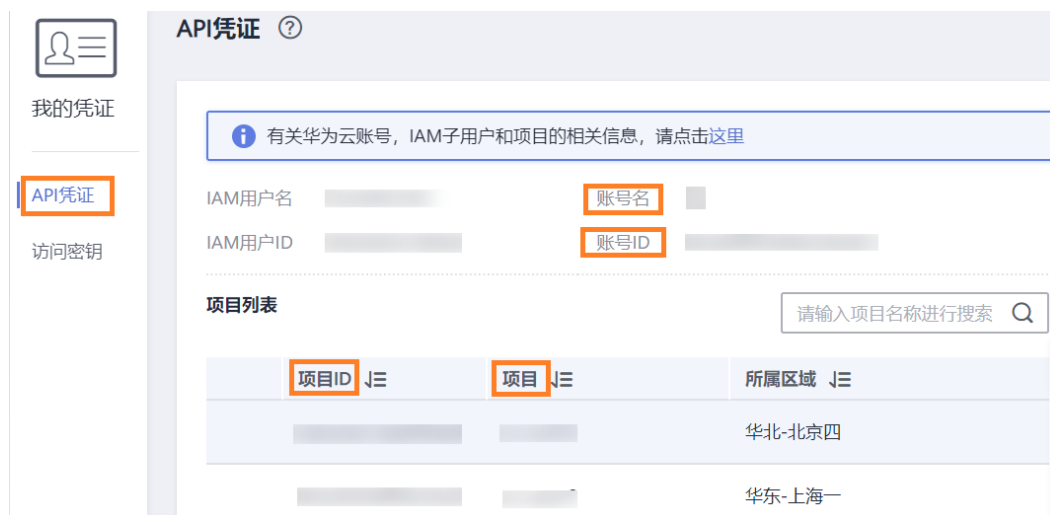 API凭证
我的凭证
有关华为云账号，IAM子用户和项目的相关信息，请点击这里
API凭证
IAM用户名 账号名
访问密钥
IAM用户ID 账号ID
项目列表
请输入项目名称进行搜索
项目ID 项目 所属区域
华北-北京四
华东-上海一